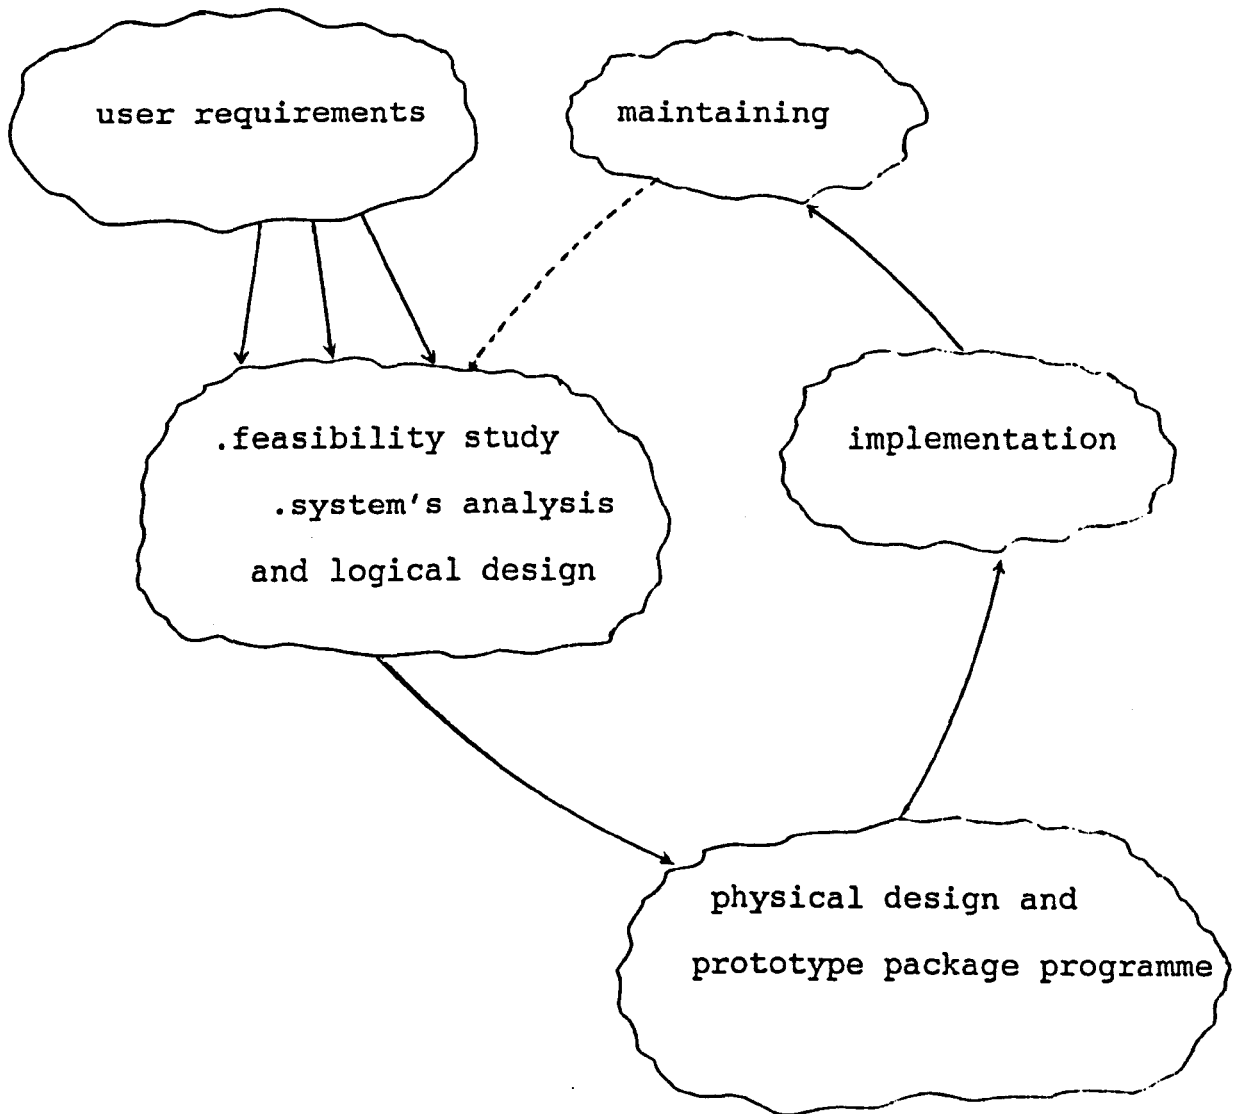 user requirements
maintaining
.feasibility study
.system's analysis
and logical design
implementation
physical design and
prototype package programme